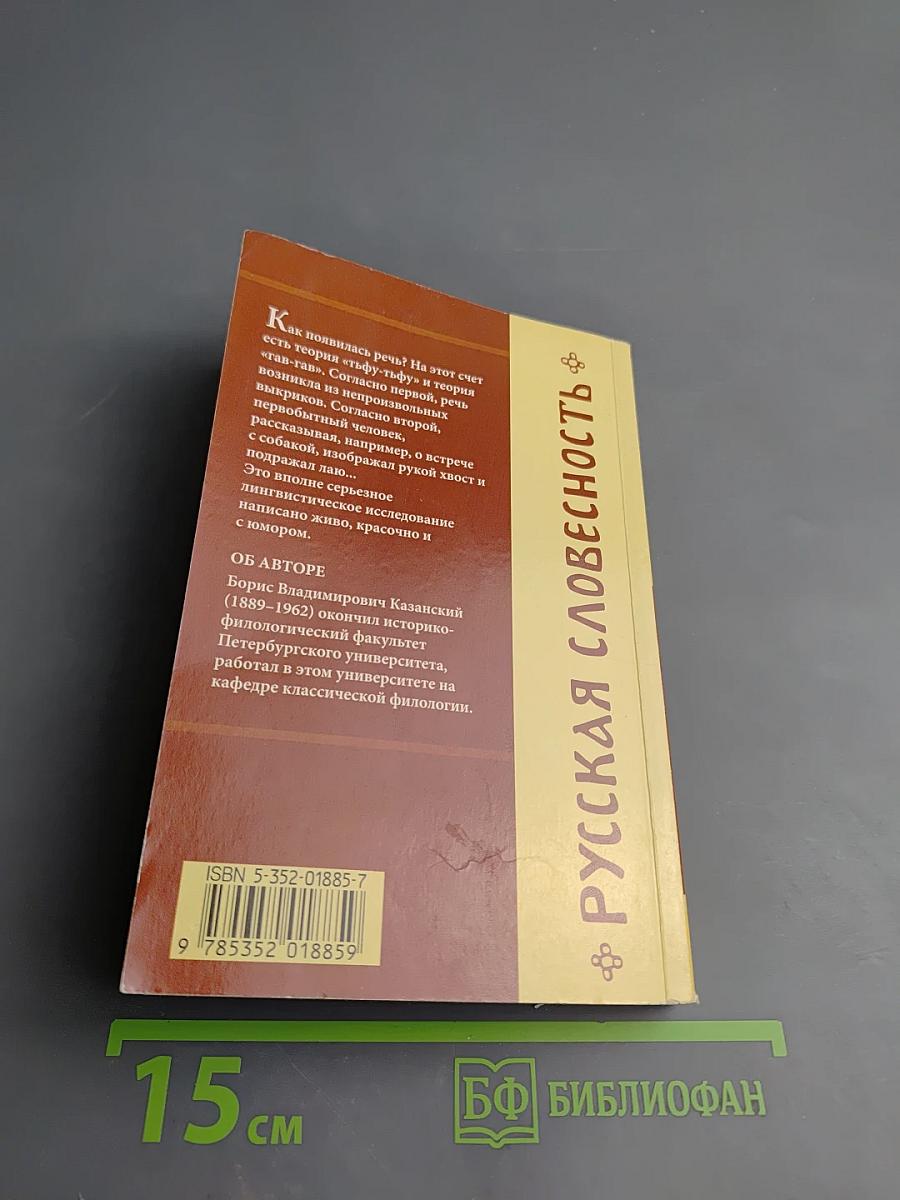 Как появилась речь? На этот счет
есть теория «тьфу-тьфу» и теория
«гав-гав». Согласно первой, речь
возникла из непроизвольных
выкриков. Согласно второй,
первобытный человек,
рассказывая, например, о встрече
с собакой, изображал рукой хвост и
подражал лаю...
Это вполне серьезное
лингвистическое исследование
написано живо, красочно и
с юмором.
ОБ АВТОРЕ
Борис Владимирович Казанский
(1889–1962) окончил историко-
филологический факультет
Петербургского университета,
работал в этом университете на
кафедре классической филологии.
ISBN 5-352-01885-7
9 785352 018859
РУССКАЯ СЛОВЕСНОСТЬ
15 см
БФ БИБЛИОФАН